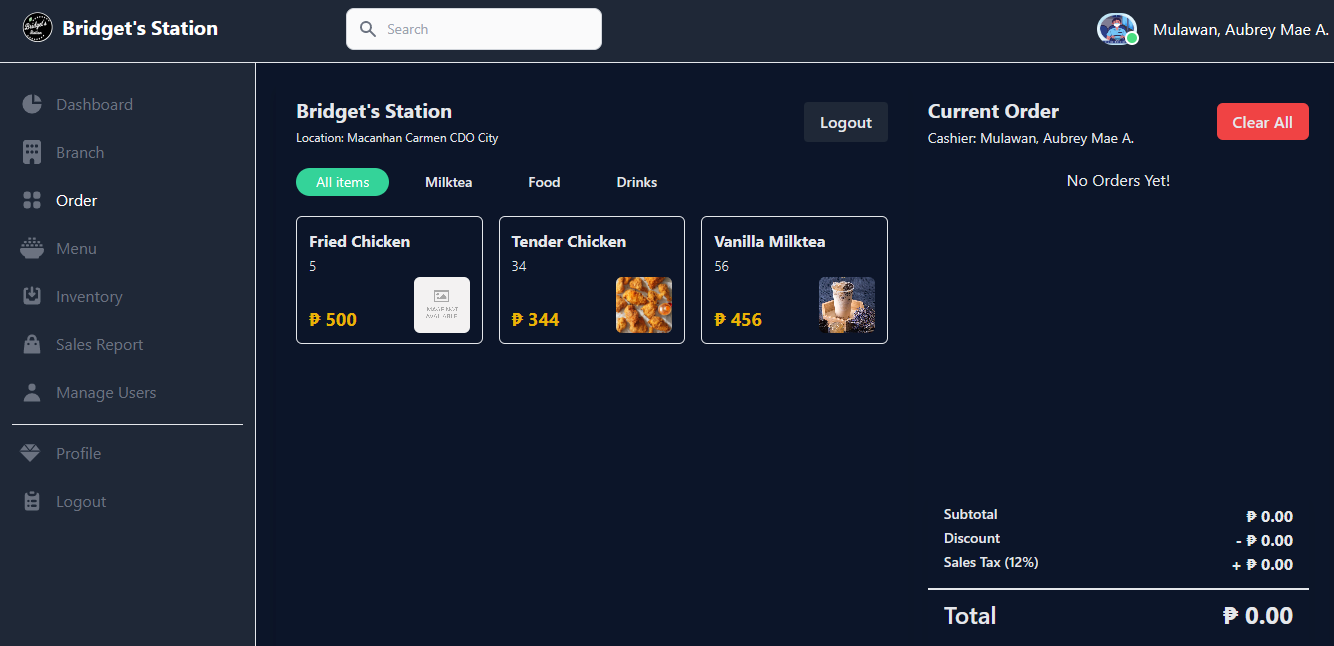 Bridget's Station
Search
Mulawan, Aubrey Mae A.
Dashboard
Branch
Order
Menu
Inventory
Sales Report
Manage Users
Profile
Logout
Bridget's Station
Location: Macanhan Carmen CDO City
Logout
All items
Milktea
Food
Drinks
Fried Chicken
5
₱ 500
IMAGE NOT
AVAILABLE
Tender Chicken
34
₱ 344
Vanilla Milktea
56
₱ 456
Current Order
Cashier: Mulawan, Aubrey Mae A.
Clear All
No Orders Yet!
Subtotal ₱ 0.00
Discount - ₱ 0.00
Sales Tax (12%) + ₱ 0.00
Total ₱ 0.00